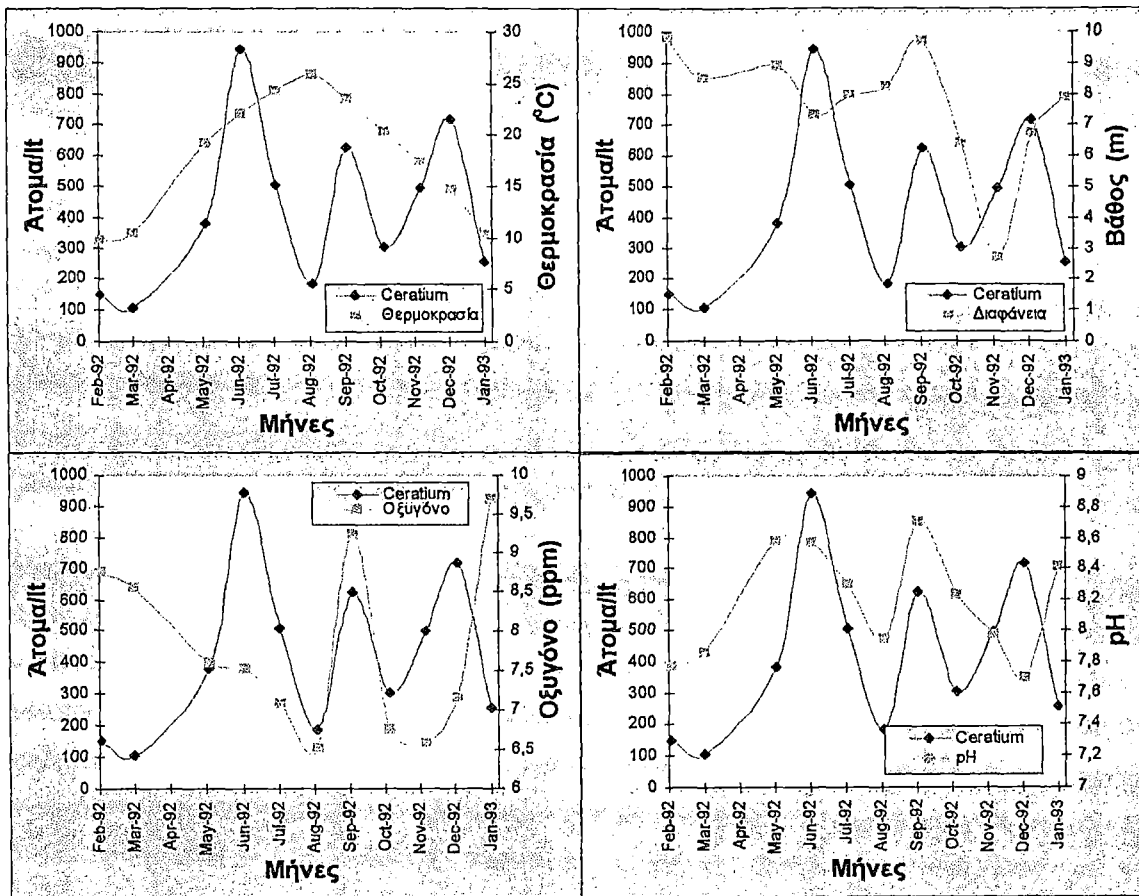 1000
900
800
700
600
500
400
300
200
100
0
Άτομα/lt
30
25
20
15
10
5
0
Θερμοκρασία (°C)
Ceratium
Θερμοκρασία
Feb-92
Mar-92
Apr-92
May-92
Jun-92
Jul-92
Aug-92
Sep-92
Oct-92
Nov-92
Dec-92
Jan-93
Μήνες
1000
900
800
700
600
500
400
300
200
100
0
Άτομα/lt
10
9
8
7
6
5
4
3
2
1
0
Βάθος (m)
Ceratium
Διαφάνεια
Feb-92
Mar-92
Apr-92
May-92
Jun-92
Jul-92
Aug-92
Sep-92
Oct-92
Nov-92
Dec-92
Jan-93
Μήνες
1000
900
800
700
600
500
400
300
200
100
0
Άτομα/lt
Ceratium
Οξυγόνο
10
9,5
9
8,5
8
7,5
7
6,5
6
Οξυγόνο (ppm)
Feb-92
Mar-92
Apr-92
May-92
Jun-92
Jul-92
Aug-92
Sep-92
Oct-92
Nov-92
Dec-92
Jan-93
Μήνες
1000
900
800
700
600
500
400
300
200
100
0
Άτομα/lt
9
8,8
8,6
8,4
8,2
8
7,8
7,6
7,4
7,2
7
pH
Ceratium
pH
Feb-92
Mar-92
Apr-92
May-92
Jun-92
Jul-92
Aug-92
Sep-92
Oct-92
Nov-92
Dec-92
Jan-93
Μήνες